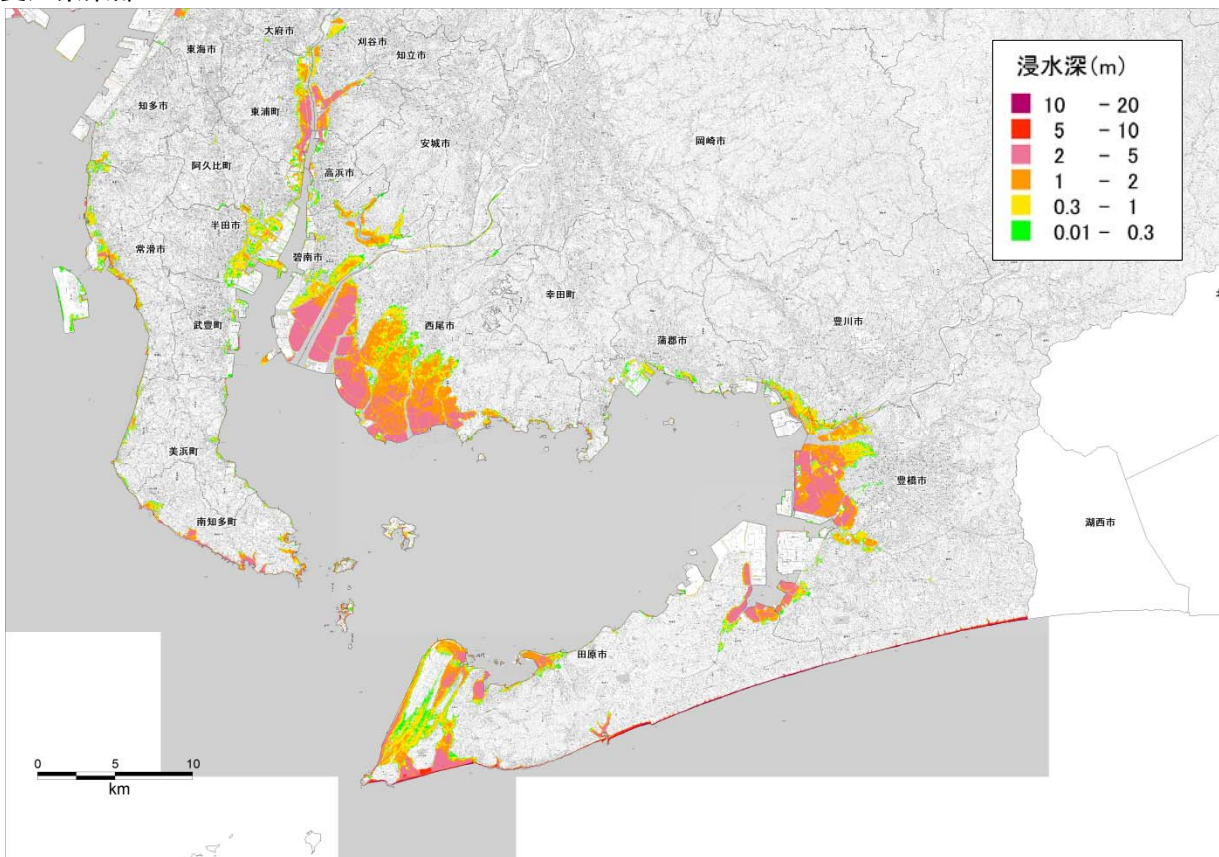 大府市
東海市
刈谷市
知立市
知多市
東浦町
安城市
岡崎市
阿久比町
高浜市
半田市
常滑市
碧南市
幸田町
武豊町
西尾市
蒲郡市
豊川市
美浜町
豊橋市
南知多町
湖西市
田原市
浸水深(m)
10 - 20
5 - 10
2 - 5
1 - 2
0.3 - 1
0.01 - 0.3
0 5 10
km